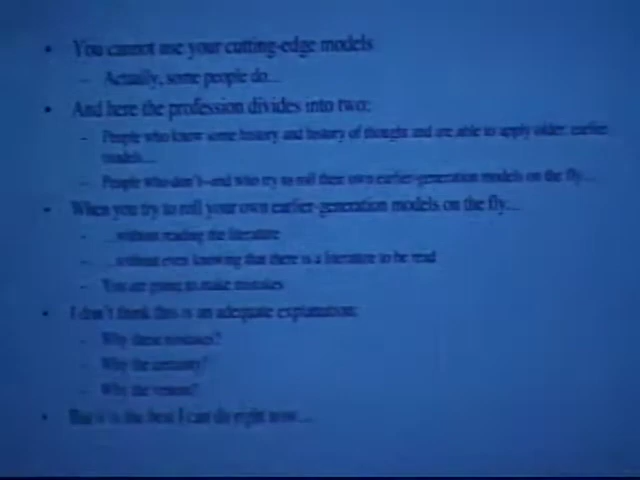 • You cannot use your cutting-edge models
– Actually, some people do...
• And here the profession divides into two:
– People who know some history and history of thought and are able to apply older, earlier
models...
– People who don't–and who try to roll their own earlier-generation models on the fly...
• When you try to roll your own earlier-generation models on the fly...
– ...without reading the literature
– ...without even knowing that there is a literature to be read
– You are going to make mistakes
• I don't think this is an adequate explanation:
– Why these mistakes?
– Why the certainty?
– Why the venom?
• But it is the best I can do right now...